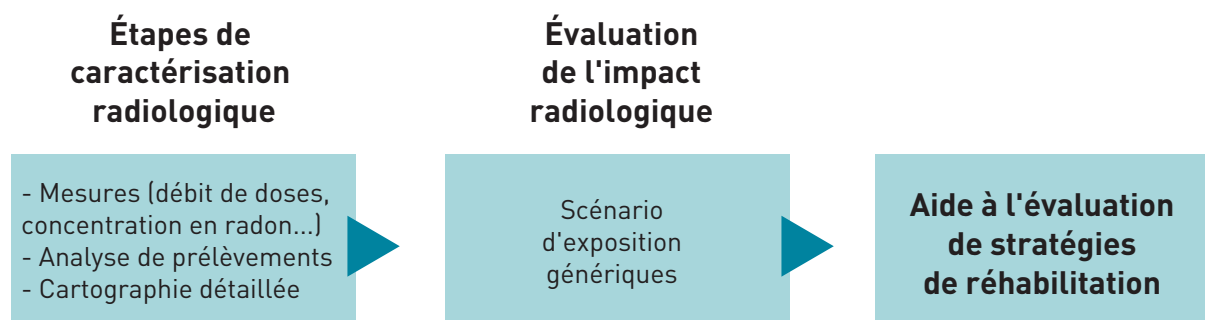 Étapes de
caractérisation
radiologique
- Mesures (débit de doses,
concentration en radon...)
- Analyse de prélèvements
- Cartographie détaillée
Évaluation
de l'impact
radiologique
Scénario
d'exposition
génériques
Aide à l'évaluation
de stratégies
de réhabilitation